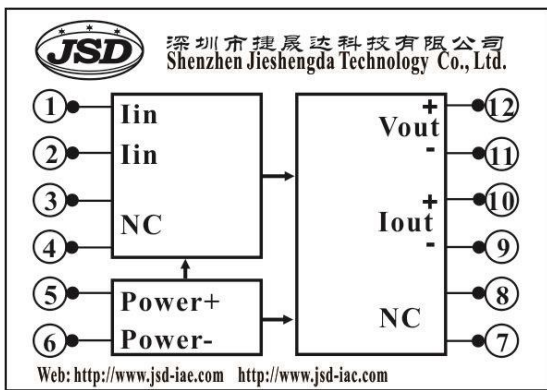 JSD
深圳市捷晟达科技有限公司
Shenzhen Jieshengda Technology Co., Ltd.
1 Iin + 12
Vout
2 Iin - 11
3 + 10
NC Iout
4 - 9
5 Power+ 8
NC
6 Power- 7
Web: http://www.jsd-iae.com http://www.jsd-iac.com